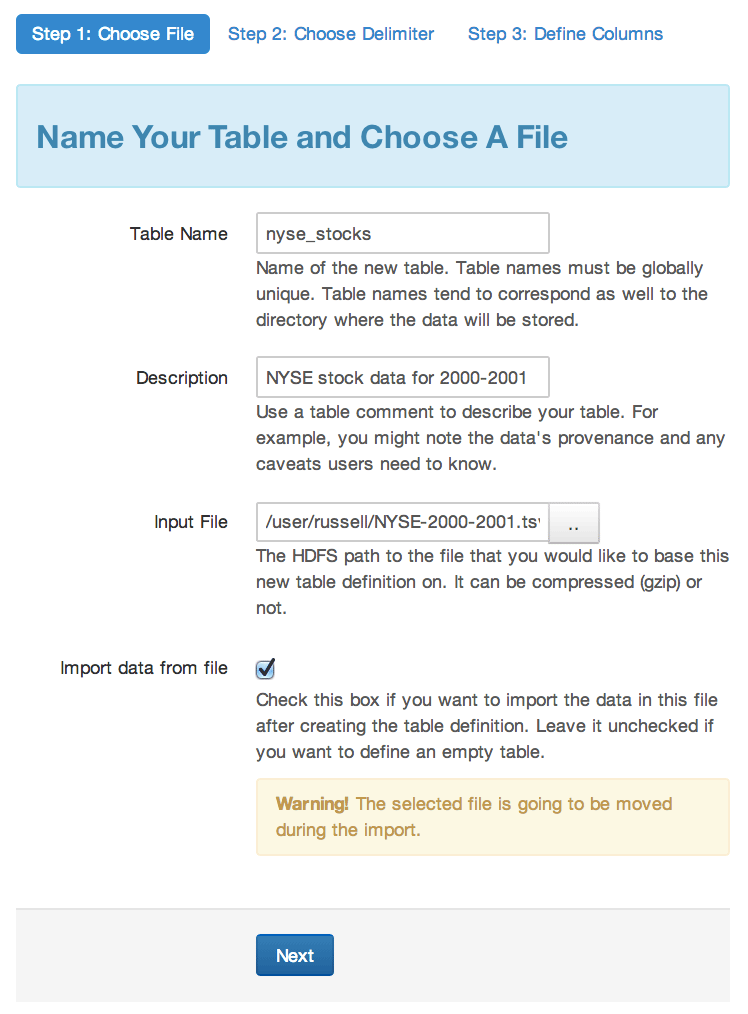 Step 1: Choose File Step 2: Choose Delimiter Step 3: Define Columns
Name Your Table and Choose A File
Table Name nyse_stocks
Name of the new table. Table names must be globally
unique. Table names tend to correspond as well to the
directory where the data will be stored.
Description NYSE stock data for 2000-2001
Use a table comment to describe your table. For
example, you might note the data's provenance and any
caveats users need to know.
Input File /user/russell/NYSE-2000-2001.tsv ..
The HDFS path to the file that you would like to base this
new table definition on. It can be compressed (gzip) or
not.
Import data from file
Check this box if you want to import the data in this file
after creating the table definition. Leave it unchecked if
you want to define an empty table.
Warning! The selected file is going to be moved
during the import.
Next